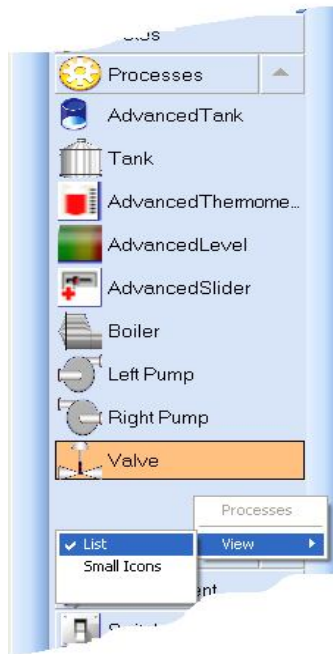 Processes
AdvancedTank
Tank
AdvancedThermome...
AdvancedLevel
AdvancedSlider
Boiler
Left Pump
Right Pump
Valve
Processes
View
List
Small Icons